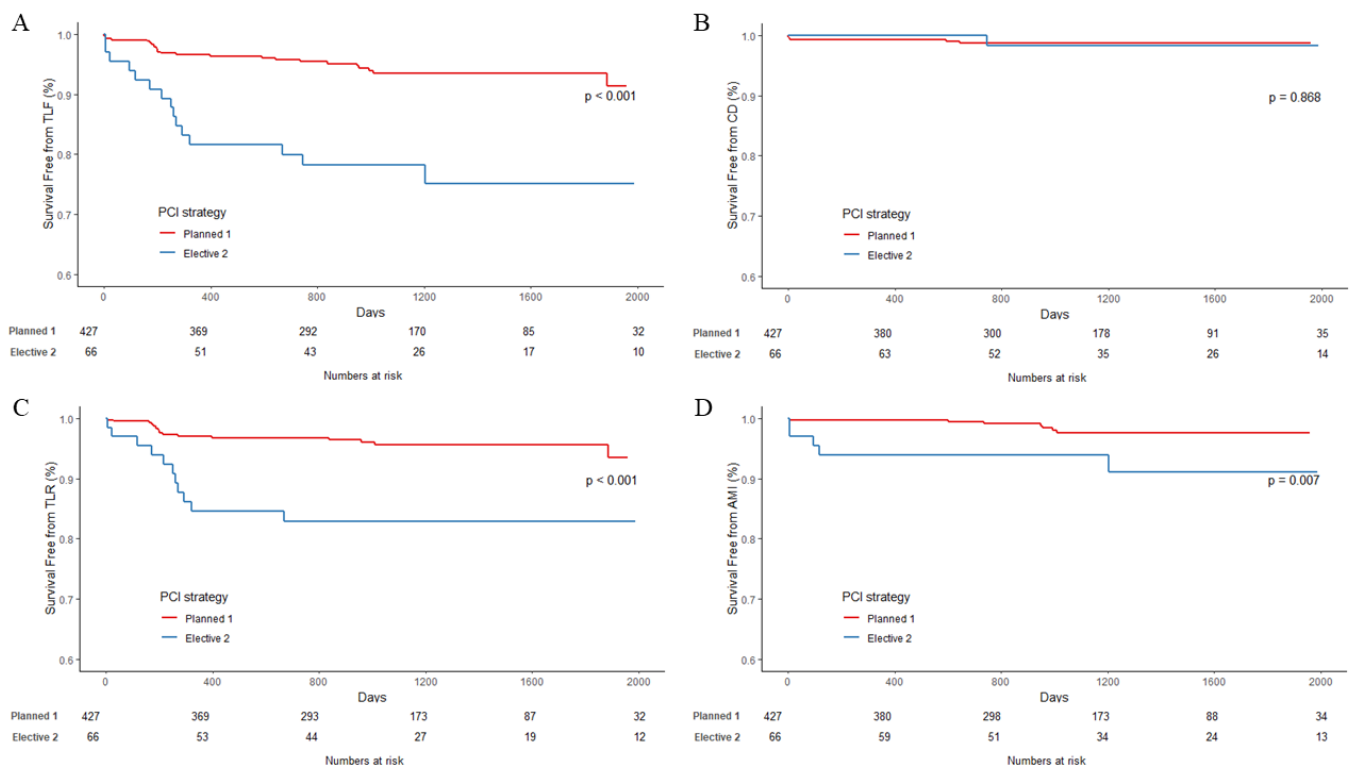 A
Survival Free from TLF (%)
1.0
0.9
0.8
0.7
0.6
p < 0.001
PCI strategy
Planned 1
Elective 2
0 400 800 1200 1600 2000
Days
Planned 1 427 369 292 170 85 32
Elective 2 66 51 43 26 17 10
Numbers at risk
B
Survival Free from CD (%)
1.0
0.9
0.8
0.7
0.6
p = 0.868
PCI strategy
Planned 1
Elective 2
0 400 800 1200 1600 2000
Days
Planned 1 427 380 300 178 91 35
Elective 2 66 63 52 35 26 14
Numbers at risk
C
Survival Free from TLR (%)
1.0
0.9
0.8
0.7
0.6
p < 0.001
PCI strategy
Planned 1
Elective 2
0 400 800 1200 1600 2000
Days
Planned 1 427 369 293 173 87 32
Elective 2 66 53 44 27 19 12
Numbers at risk
D
Survival Free from AMI (%)
1.0
0.9
0.8
0.7
0.6
p = 0.007
PCI strategy
Planned 1
Elective 2
0 400 800 1200 1600 2000
Days
Planned 1 427 380 298 173 88 34
Elective 2 66 59 51 34 24 13
Numbers at risk